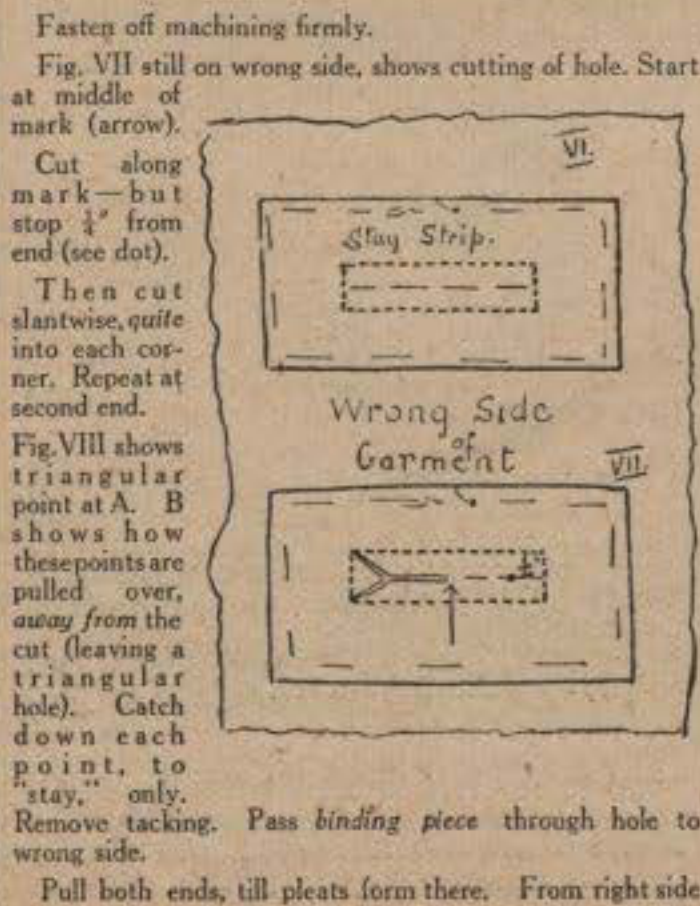 Fasten off machining firmly.
Fig. VII still on wrong side, shows cutting of hole. Start
at middle of
mark (arrow).
Cut along
mark—but
stop ¼" from
end (see dot).
Then cut
slantwise, quite
into each cor-
ner. Repeat at
second end.
Fig. VIII shows
triangular
point at A. B
shows how
these points are
pulled over,
away from the
cut (leaving a
triangular
hole). Catch
down each
point, to
"stay," only.
VI.
Stay Strip.
Wrong Side
of
Garment
VII.
¼"
Remove tacking. Pass binding piece through hole to
wrong side.
Pull both ends, till pleats form there. From right side